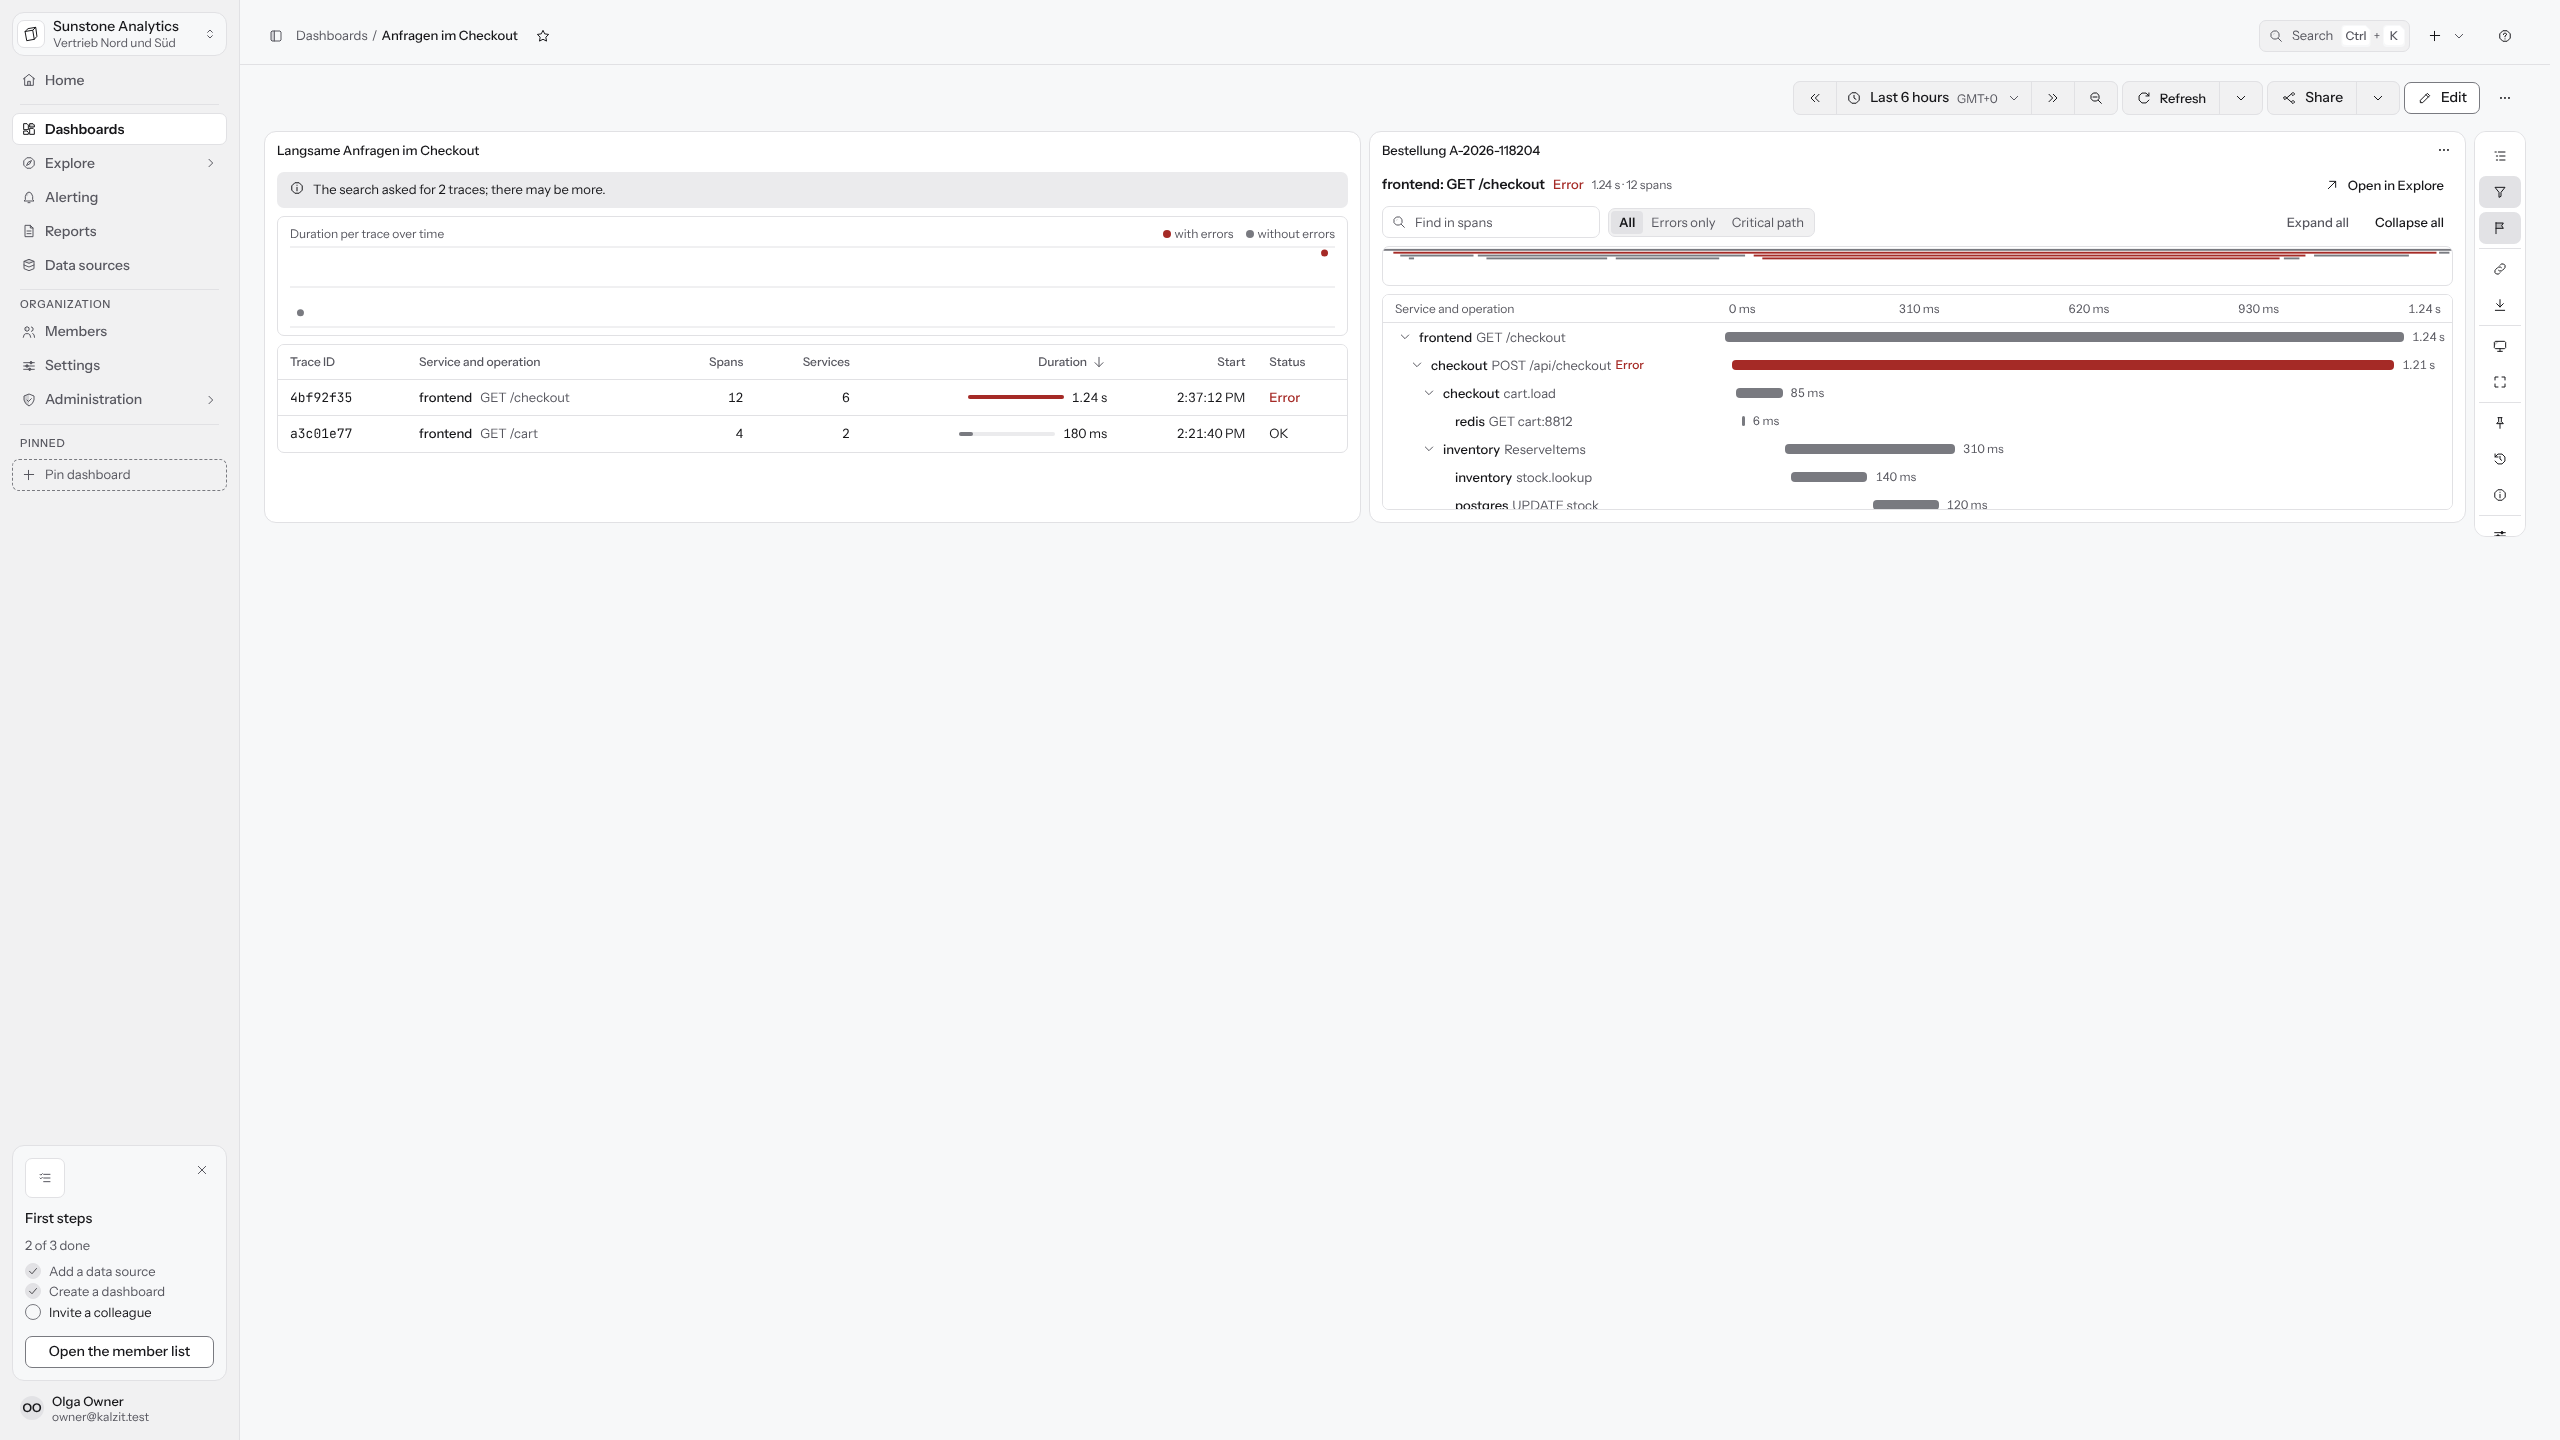 Sunstone Analytics
Vertrieb Nord und Süd
Home
Dashboards
Explore
Alerting
Reports
Data sources
ORGANIZATION
Members
Settings
Administration
PINNED
Pin dashboard
First steps
2 of 3 done
Add a data source
Create a dashboard
Invite a colleague
Open the member list
OO
Olga Owner
owner@kalzit.test
Dashboards / Anfragen im Checkout
Search Ctrl + K
Last 6 hours GMT+0
Refresh
Share
Edit
Langsame Anfragen im Checkout
The search asked for 2 traces; there may be more.
Duration per trace over time
with errors without errors
Trace ID Service and operation Spans Services Duration Start Status
4bf92f35 frontend GET /checkout 12 6 1.24 s 2:37:12 PM Error
a3c01e77 frontend GET /cart 4 2 180 ms 2:21:40 PM OK
Bestellung A-2026-118204
frontend: GET /checkout Error 1.24 s · 12 spans
Open in Explore
Find in spans
All Errors only Critical path
Expand all Collapse all
Service and operation 0 ms 310 ms 620 ms 930 ms 1.24 s
frontend GET /checkout 1.24 s
checkout POST /api/checkout Error 1.21 s
checkout cart.load 85 ms
redis GET cart:8812 6 ms
inventory ReserveItems 310 ms
inventory stock.lookup 140 ms
postgres UPDATE stock 120 ms